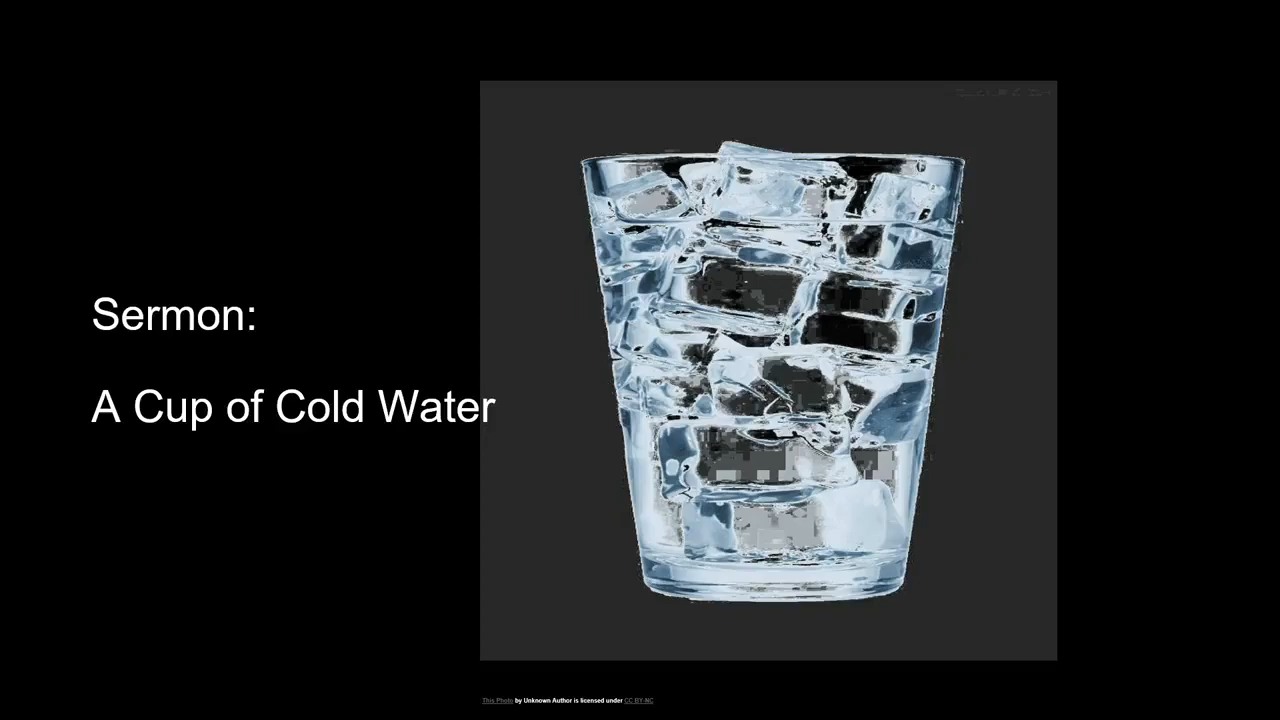 Sermon:
A Cup of Cold Water
This Photo by Unknown Author is licensed under CC BY-NC